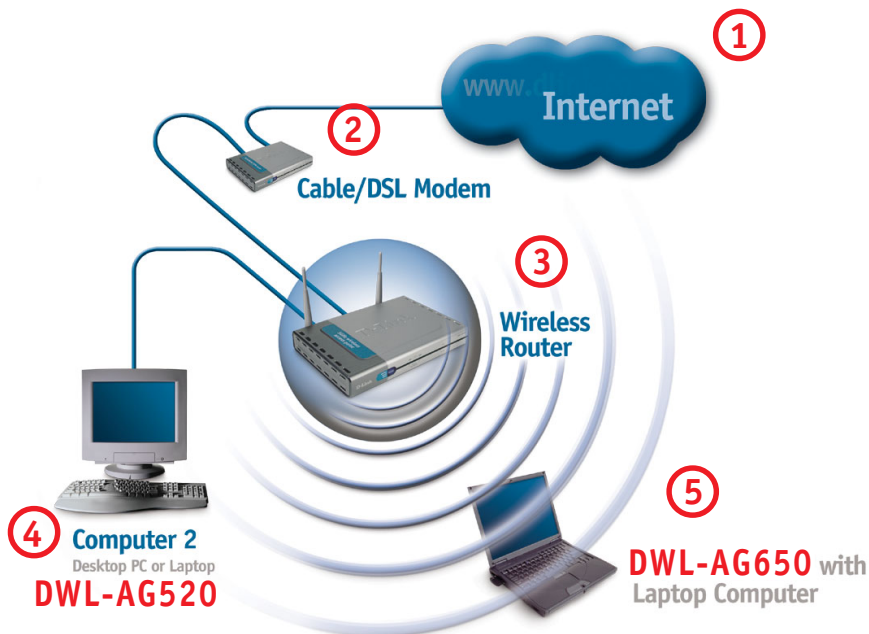 1
www.
Internet
2
Cable/DSL Modem
3
Wireless
Router
4
Computer 2
Desktop PC or Laptop
DWL-AG520
5
DWL-AG650 with
Laptop Computer